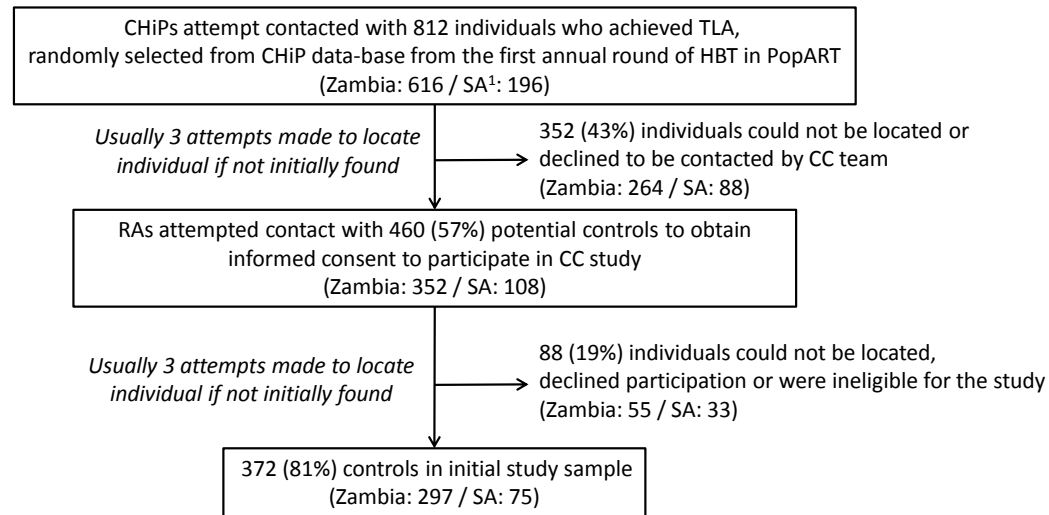 CHiPs attempt contacted with 812 individuals who achieved TLA,
randomly selected from CHiP data-base from the first annual round of HBT in PopART
(Zambia: 616 / SA¹: 196)
Usually 3 attempts made to locate
individual if not initially found
352 (43%) individuals could not be located or
declined to be contacted by CC team
(Zambia: 264 / SA: 88)
RAs attempted contact with 460 (57%) potential controls to obtain
informed consent to participate in CC study
(Zambia: 352 / SA: 108)
Usually 3 attempts made to locate
individual if not initially found
88 (19%) individuals could not be located,
declined participation or were ineligible for the study
(Zambia: 55 / SA: 33)
372 (81%) controls in initial study sample
(Zambia: 297 / SA: 75)